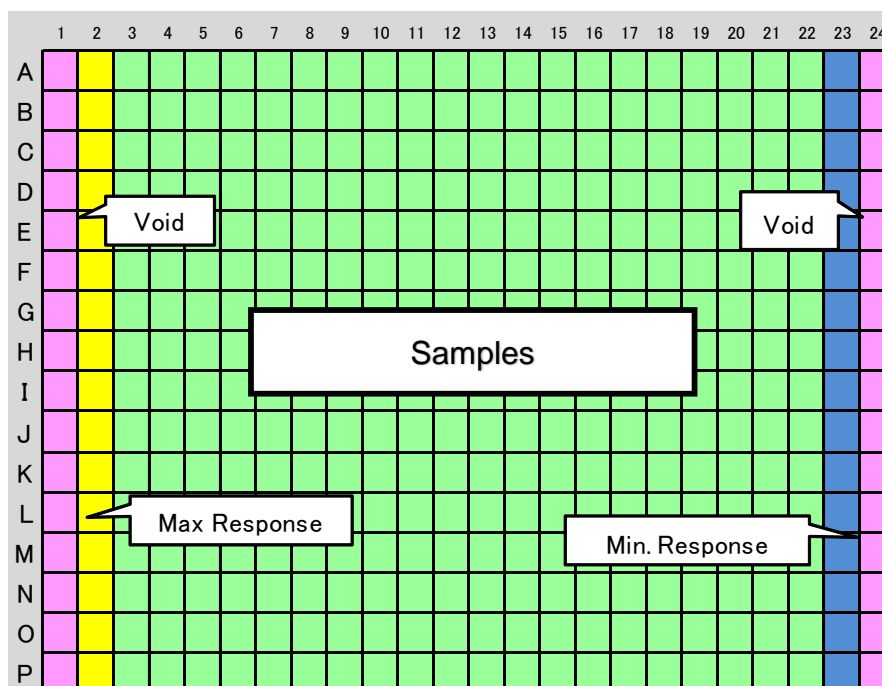 1 2 3 4 5 6 7 8 9 10 11 12 13 14 15 16 17 18 19 20 21 22 23 24
A
B
C
D
Void Void
E
F
G
H
Samples
I
J
K
L
Max Response
Min. Response
M
N
O
P